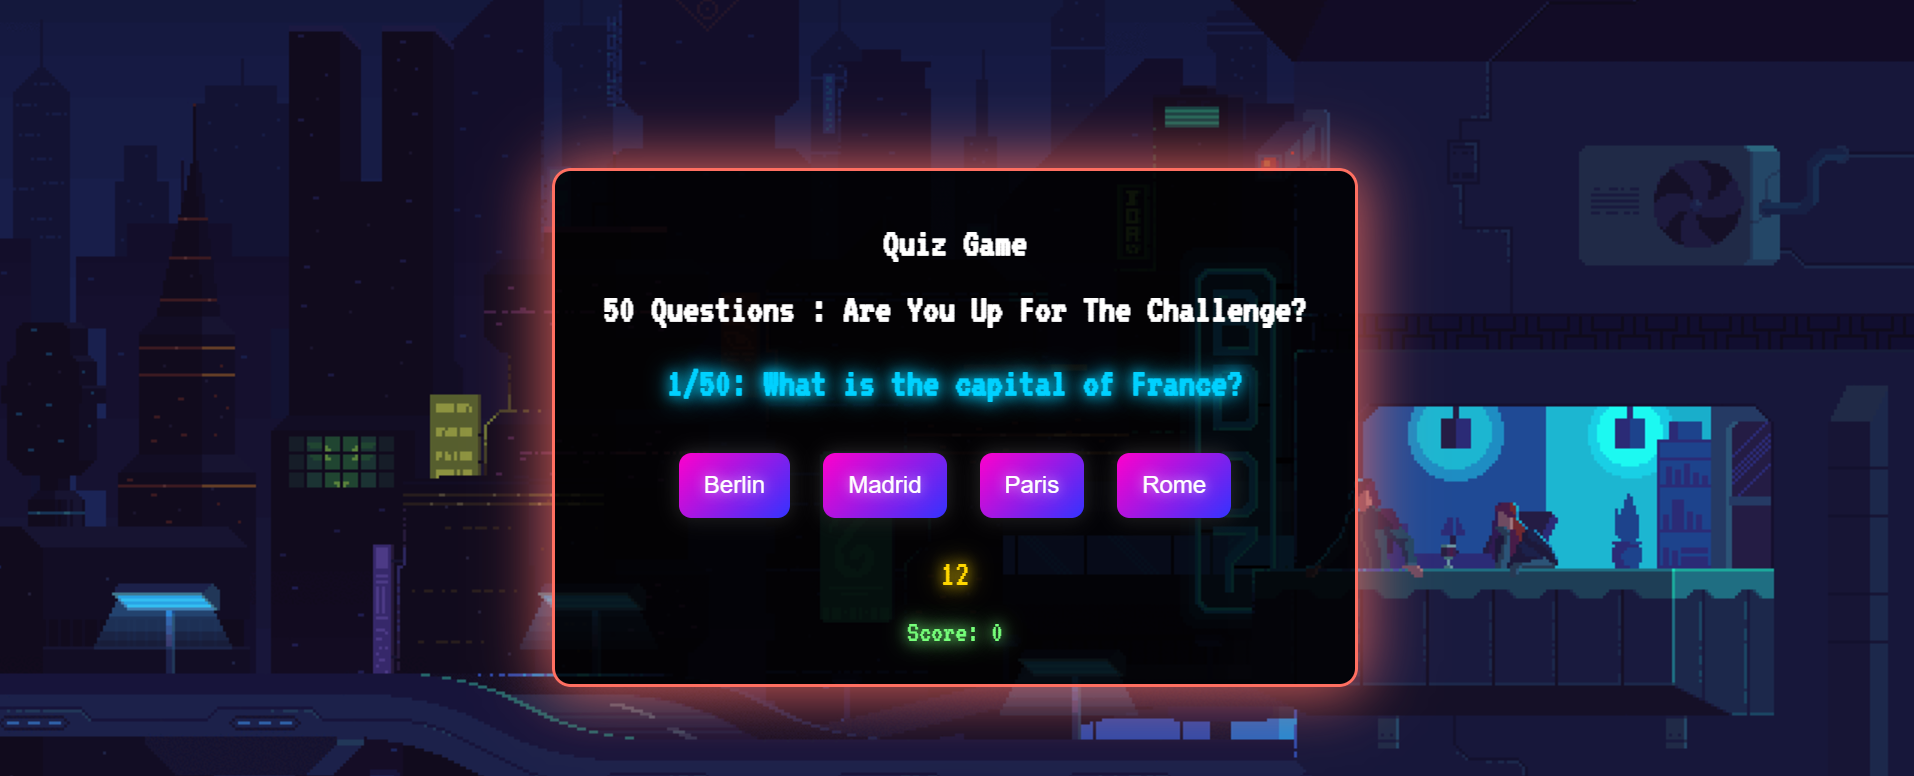 Quiz Game
50 Questions : Are You Up For The Challenge?
1/50: What is the capital of France?
Berlin Madrid Paris Rome
12
Score: 0